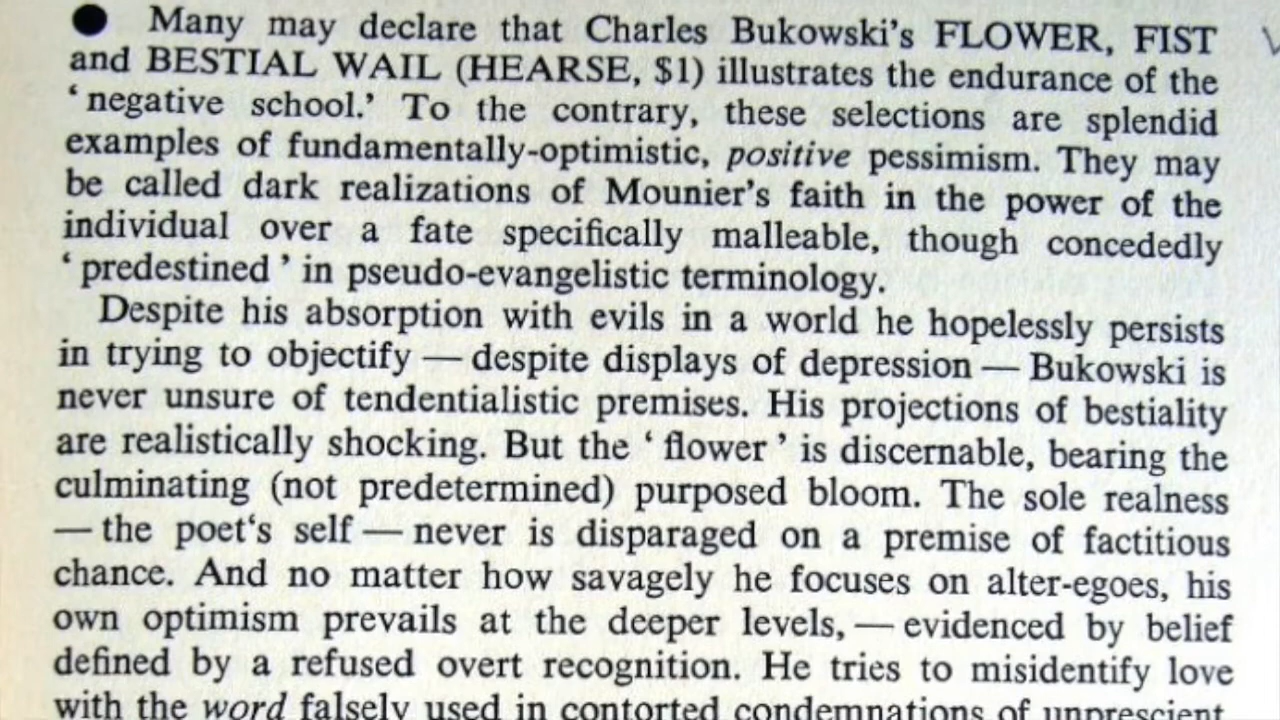 ● Many may declare that Charles Bukowski's FLOWER, FIST
and BESTIAL WAIL (HEARSE, $1) illustrates the endurance of the
‘negative school.’ To the contrary, these selections are splendid
examples of fundamentally-optimistic, positive pessimism. They may
be called dark realizations of Mounier's faith in the power of the
individual over a fate specifically malleable, though concededly
‘predestined’ in pseudo-evangelistic terminology.
Despite his absorption with evils in a world he hopelessly persists
in trying to objectify — despite displays of depression — Bukowski is
never unsure of tendentialistic premises. His projections of bestiality
are realistically shocking. But the ‘flower’ is discernable, bearing the
culminating (not predetermined) purposed bloom. The sole realness
— the poet‘s self — never is disparaged on a premise of factitious
chance. And no matter how savagely he focuses on alter-egoes, his
own optimism prevails at the deeper levels, — evidenced by belief
defined by a refused overt recognition. He tries to misidentify love
with the word falsely used in contorted condemnations of unprescient